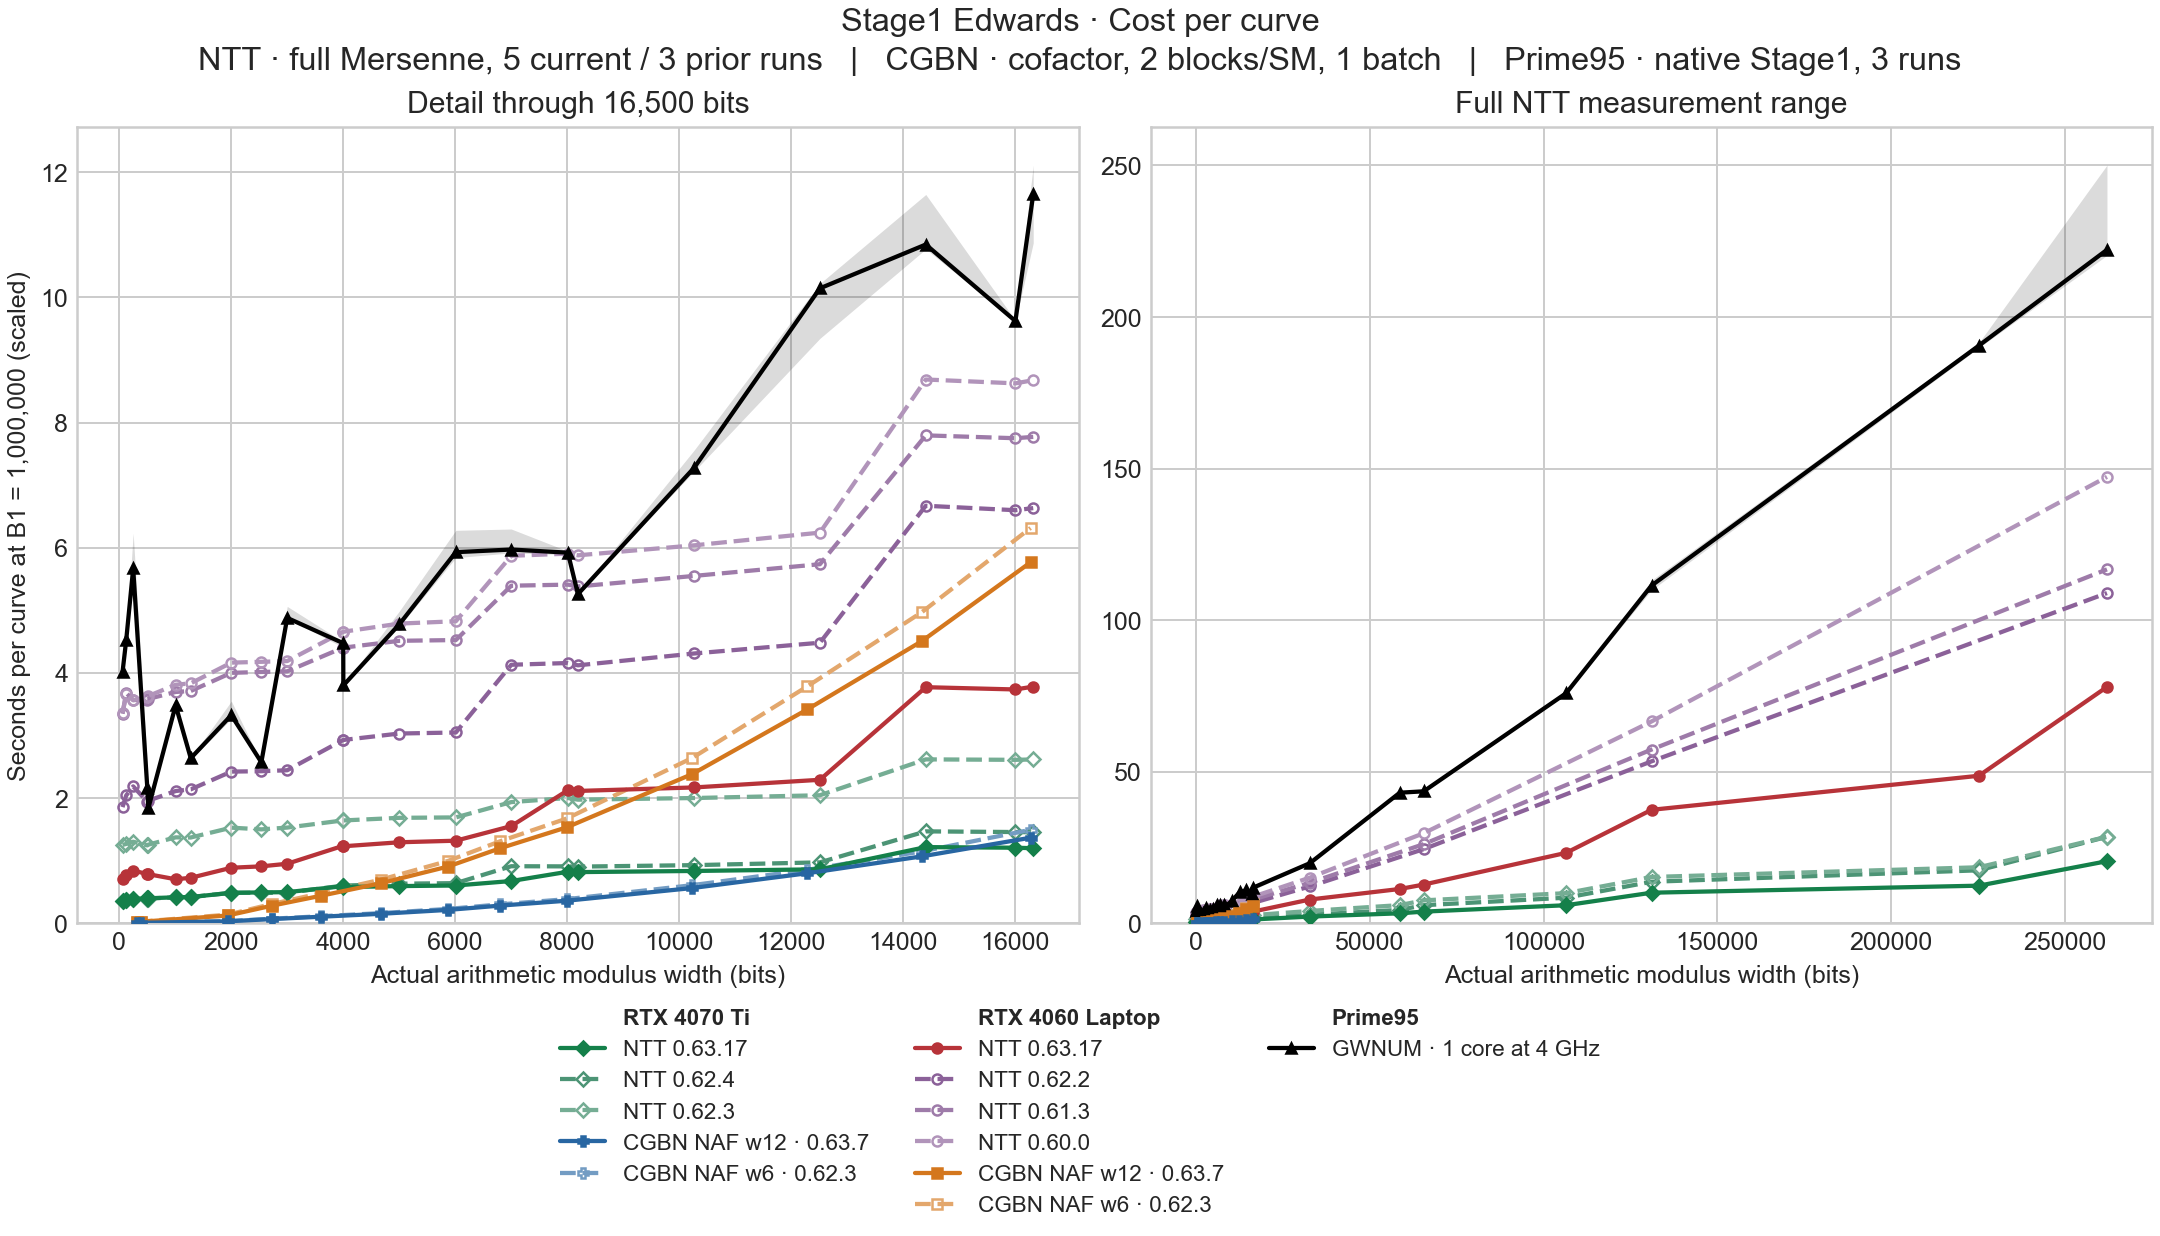 Stage1 Edwards · Cost per curve
NTT · full Mersenne, 5 current / 3 prior runs | CGBN · cofactor, 2 blocks/SM, 1 batch | Prime95 · native Stage1, 3 runs
Detail through 16,500 bits
Seconds per curve at B1 = 1,000,000 (scaled)
12
10
8
6
4
2
0
0 2000 4000 6000 8000 10000 12000 14000 16000
Actual arithmetic modulus width (bits)
Full NTT measurement range
250
200
150
100
50
0
0 50000 100000 150000 200000 250000
Actual arithmetic modulus width (bits)
RTX 4070 Ti
NTT 0.63.17
NTT 0.62.4
NTT 0.62.3
CGBN NAF w12 · 0.63.7
CGBN NAF w6 · 0.62.3
RTX 4060 Laptop
NTT 0.63.17
NTT 0.62.2
NTT 0.61.3
NTT 0.60.0
CGBN NAF w12 · 0.63.7
CGBN NAF w6 · 0.62.3
Prime95
GWNUM · 1 core at 4 GHz